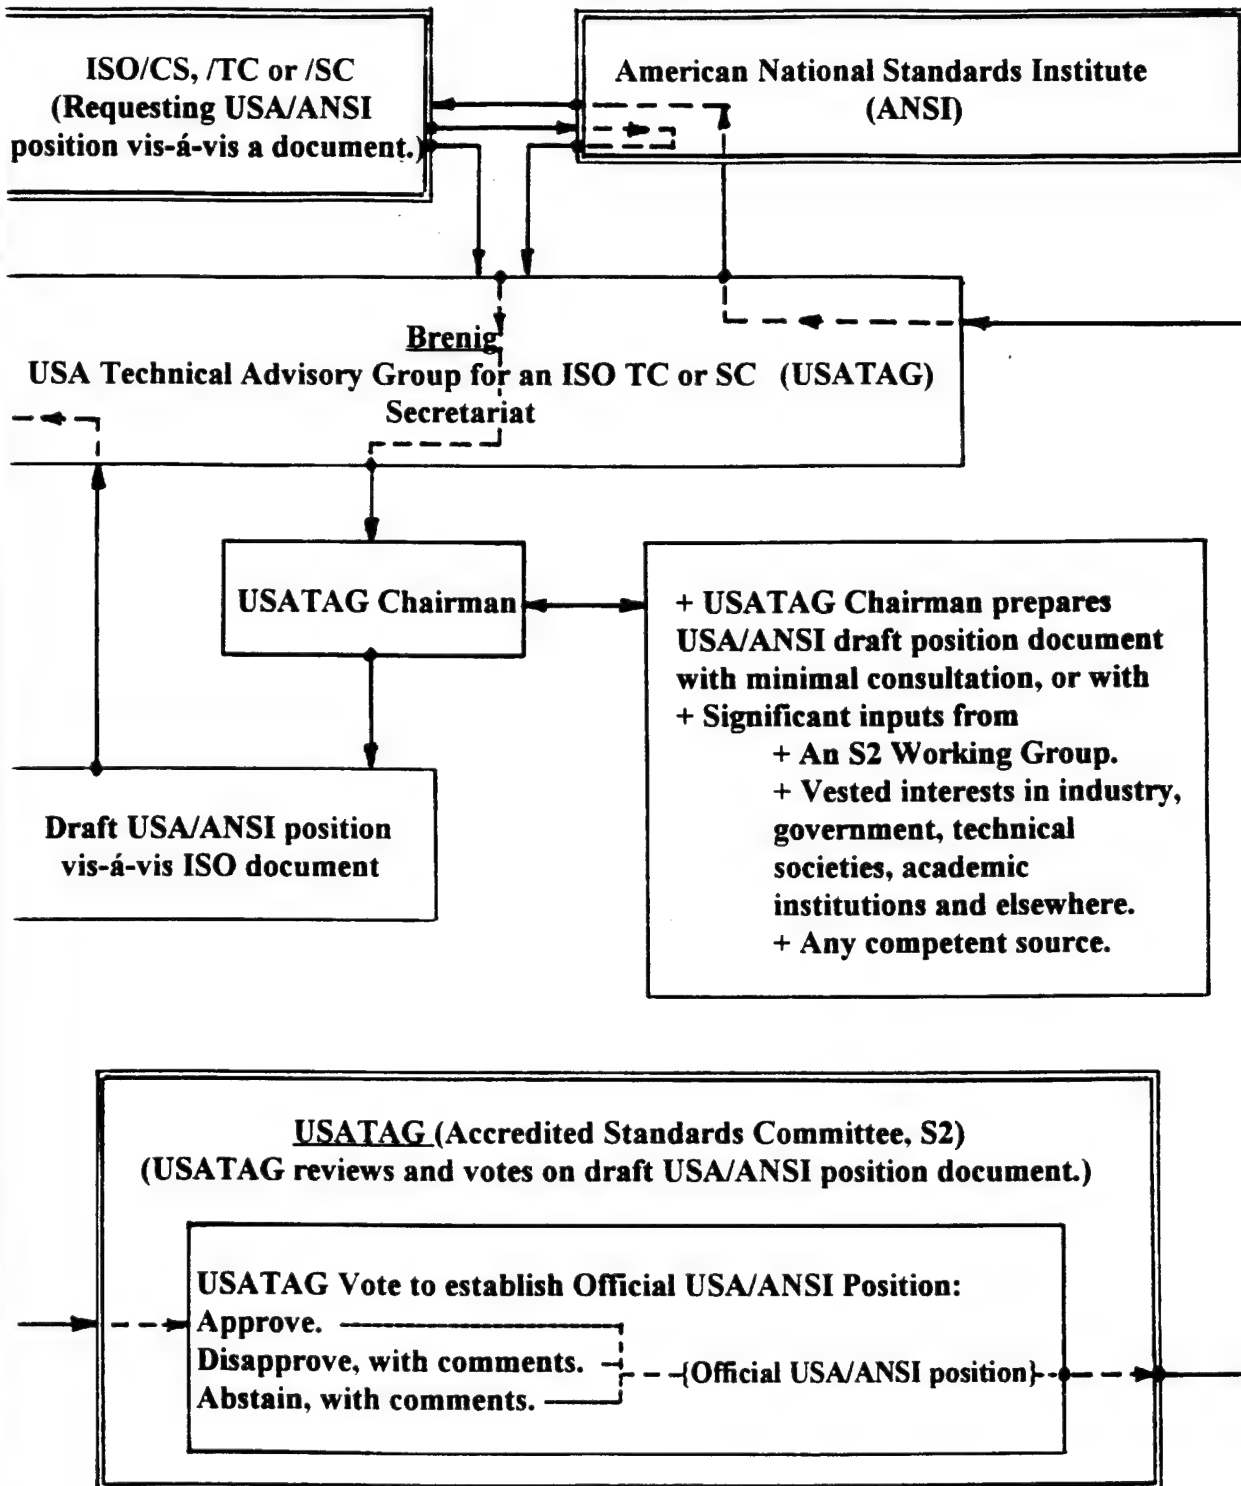 ISO/CS, /TC or /SC
(Requesting USA/ANSI
position vis-á-vis a document.)
American National Standards Institute
(ANSI)
Brenig
USA Technical Advisory Group for an ISO TC or SC (USATAG)
Secretariat
USATAG Chairman
+ USATAG Chairman prepares
USA/ANSI draft position document
with minimal consultation, or with
+ Significant inputs from
+ An S2 Working Group.
+ Vested interests in industry,
government, technical
societies, academic
institutions and elsewhere.
+ Any competent source.
Draft USA/ANSI position
vis-á-vis ISO document
USATAG (Accredited Standards Committee, S2)
(USATAG reviews and votes on draft USA/ANSI position document.)
USATAG Vote to establish Official USA/ANSI Position:
Approve.
Disapprove, with comments.
{Official USA/ANSI position}
Abstain, with comments.